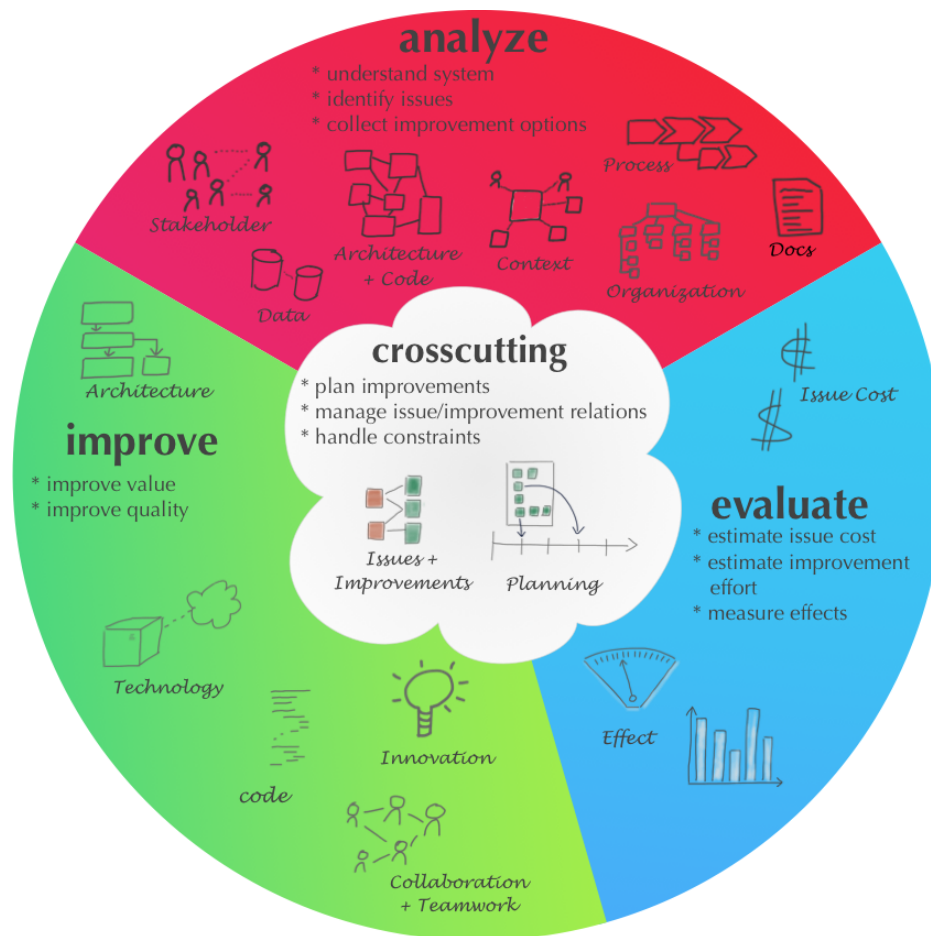 analyze
* understand system
* identify issues
* collect improvement options
Process
Stakeholder
Docs
Architecture
+ Code
Context
Organization
Data
crosscutting
* plan improvements
* manage issue/improvement relations
* handle constraints
Issues +
Improvements
Planning
Architecture
improve
* improve value
* improve quality
Technology
code
Innovation
Collaboration
+ Teamwork
Issue Cost
evaluate
* estimate issue cost
* estimate improvement
effort
* measure effects
Effect